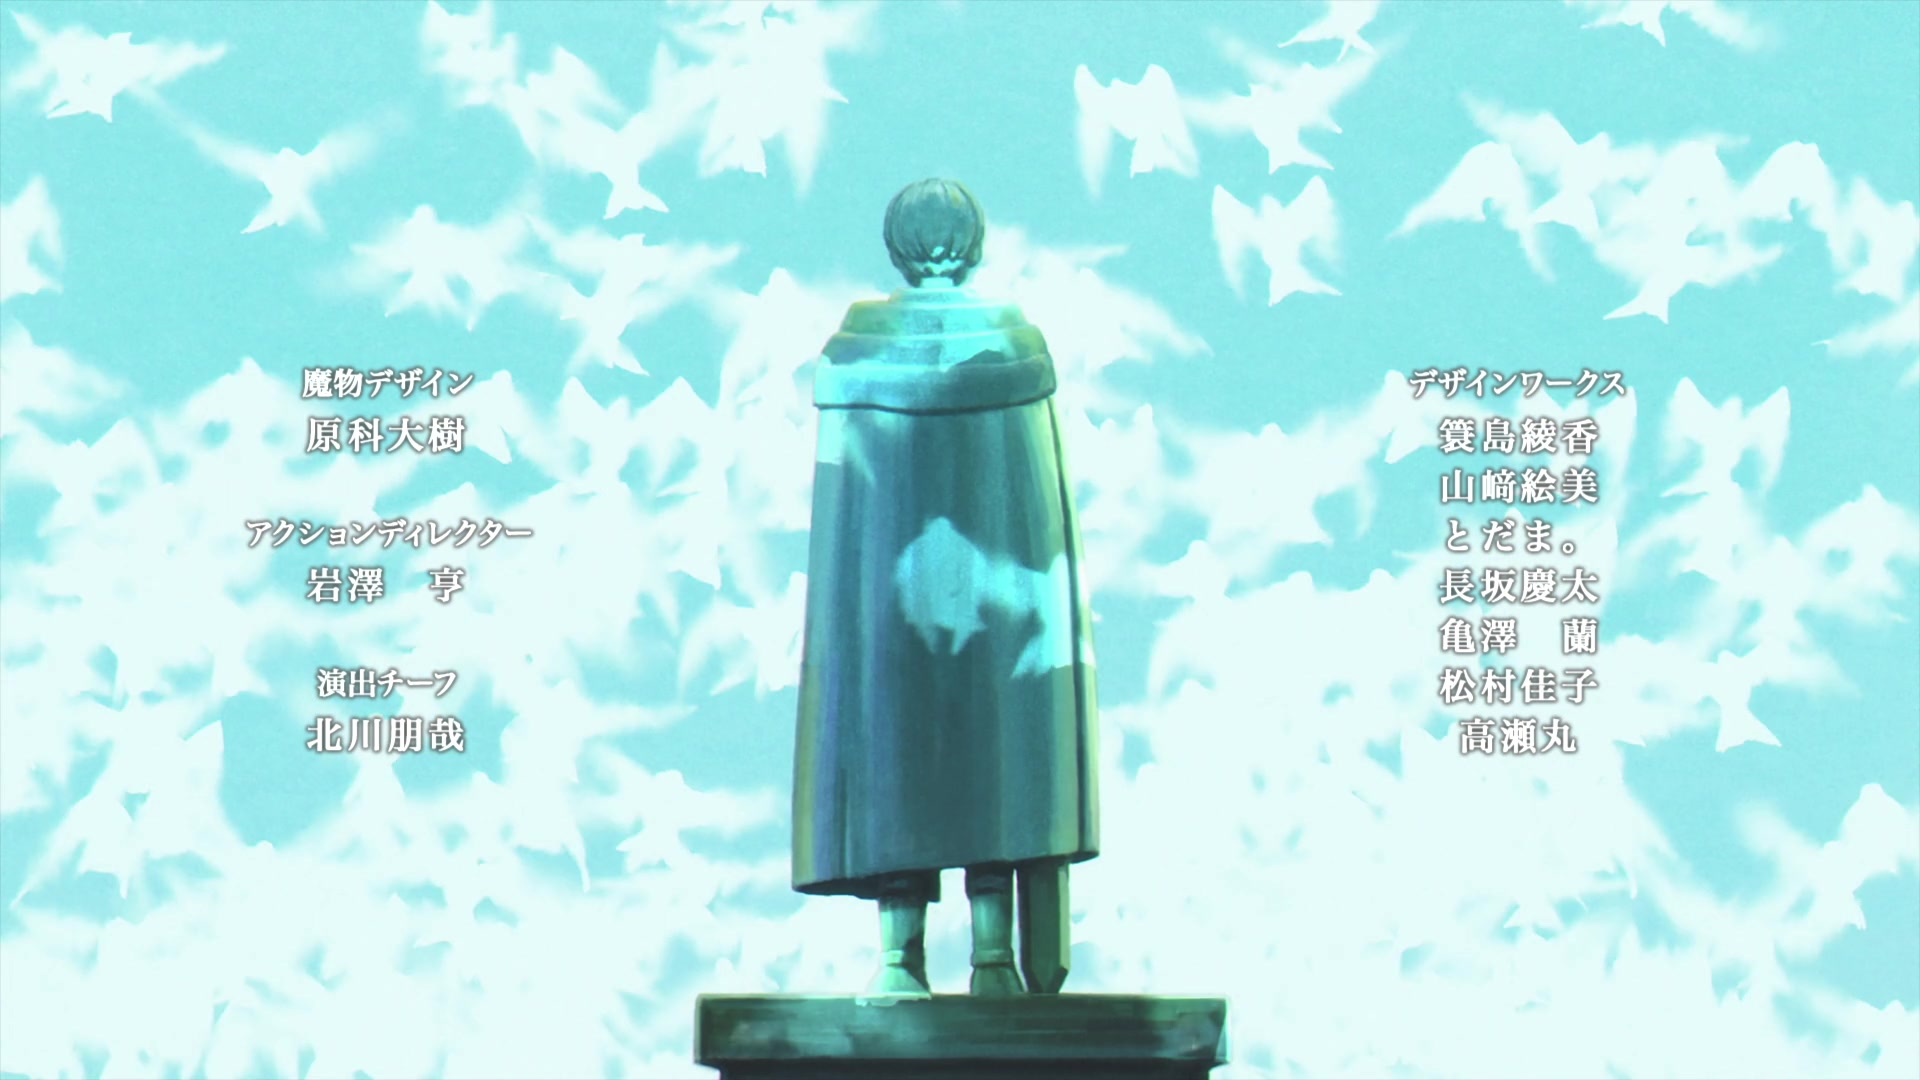 魔物デザイン
原科大樹
アクションディレクター
岩澤　亨
演出チーフ
北川朋哉
デザインワークス
簑島綾香
山﨑絵美
とだま。
長坂慶太
亀澤　蘭
松村佳子
高瀬丸